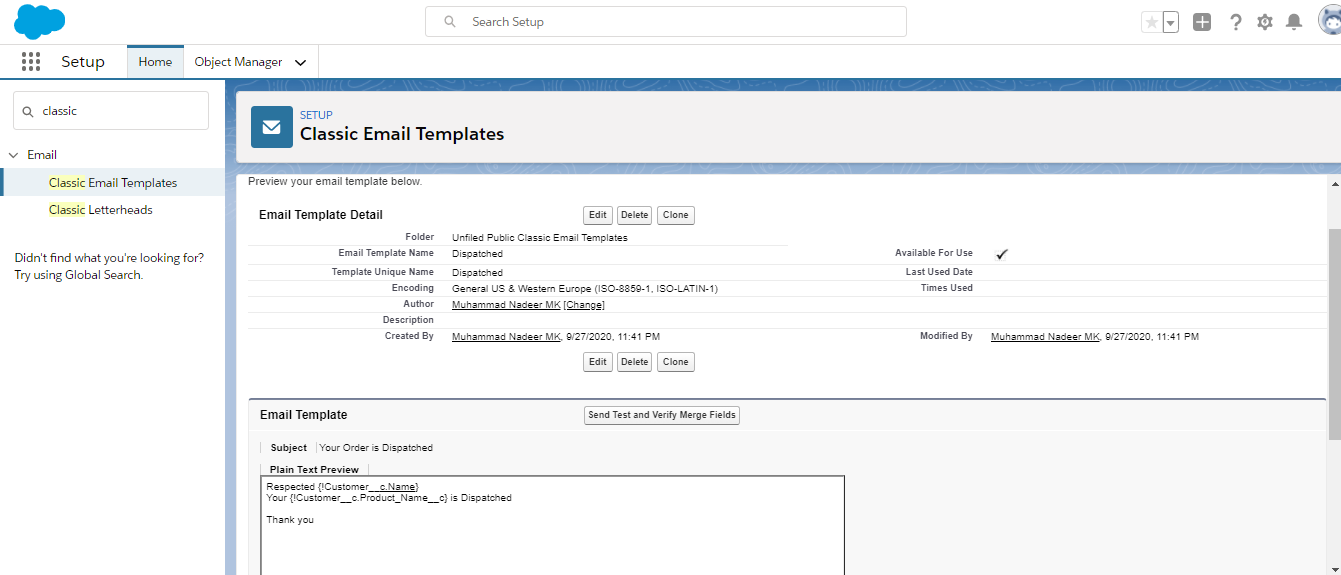 Search Setup
Setup
Home
Object Manager
classic
Email
Classic Email Templates
Classic Letterheads
Didn't find what you're looking for?
Try using Global Search.
SETUP
Classic Email Templates
Preview your email template below.
Email Template Detail
Edit Delete Clone
Folder Unfiled Public Classic Email Templates
Email Template Name Dispatched Available For Use
Template Unique Name Dispatched Last Used Date
Encoding General US & Western Europe (ISO-8859-1, ISO-LATIN-1) Times Used
Author Muhammad Nadeer MK [Change]
Description
Created By Muhammad Nadeer MK, 9/27/2020, 11:41 PM Modified By Muhammad Nadeer MK, 9/27/2020, 11:41 PM
Edit Delete Clone
Email Template Send Test and Verify Merge Fields
Subject Your Order is Dispatched
Plain Text Preview
Respected {!Customer__c.Name}
Your {!Customer__c.Product_Name__c} is Dispatched
Thank you